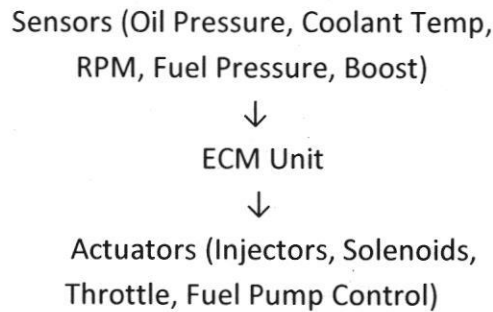 Sensors (Oil Pressure, Coolant Temp,
RPM, Fuel Pressure, Boost)
↓
ECM Unit
↓
Actuators (Injectors, Solenoids,
Throttle, Fuel Pump Control)